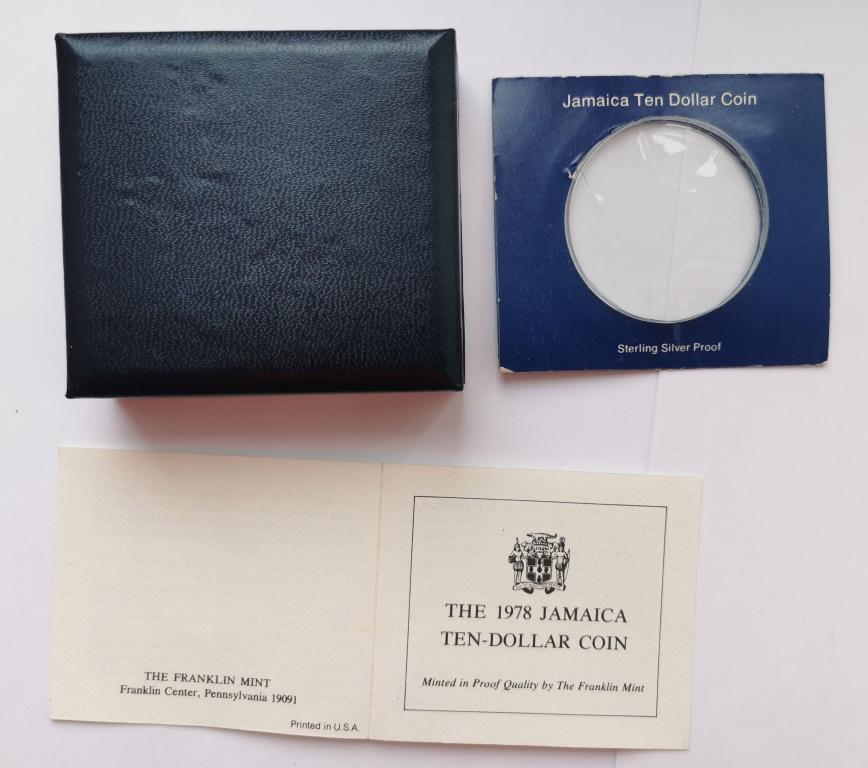 Jamaica Ten Dollar Coin
Sterling Silver Proof
THE FRANKLIN MINT
Franklin Center, Pennsylvania 19091
Printed in U.S.A.
THE 1978 JAMAICA
TEN-DOLLAR COIN
Minted in Proof Quality by The Franklin Mint